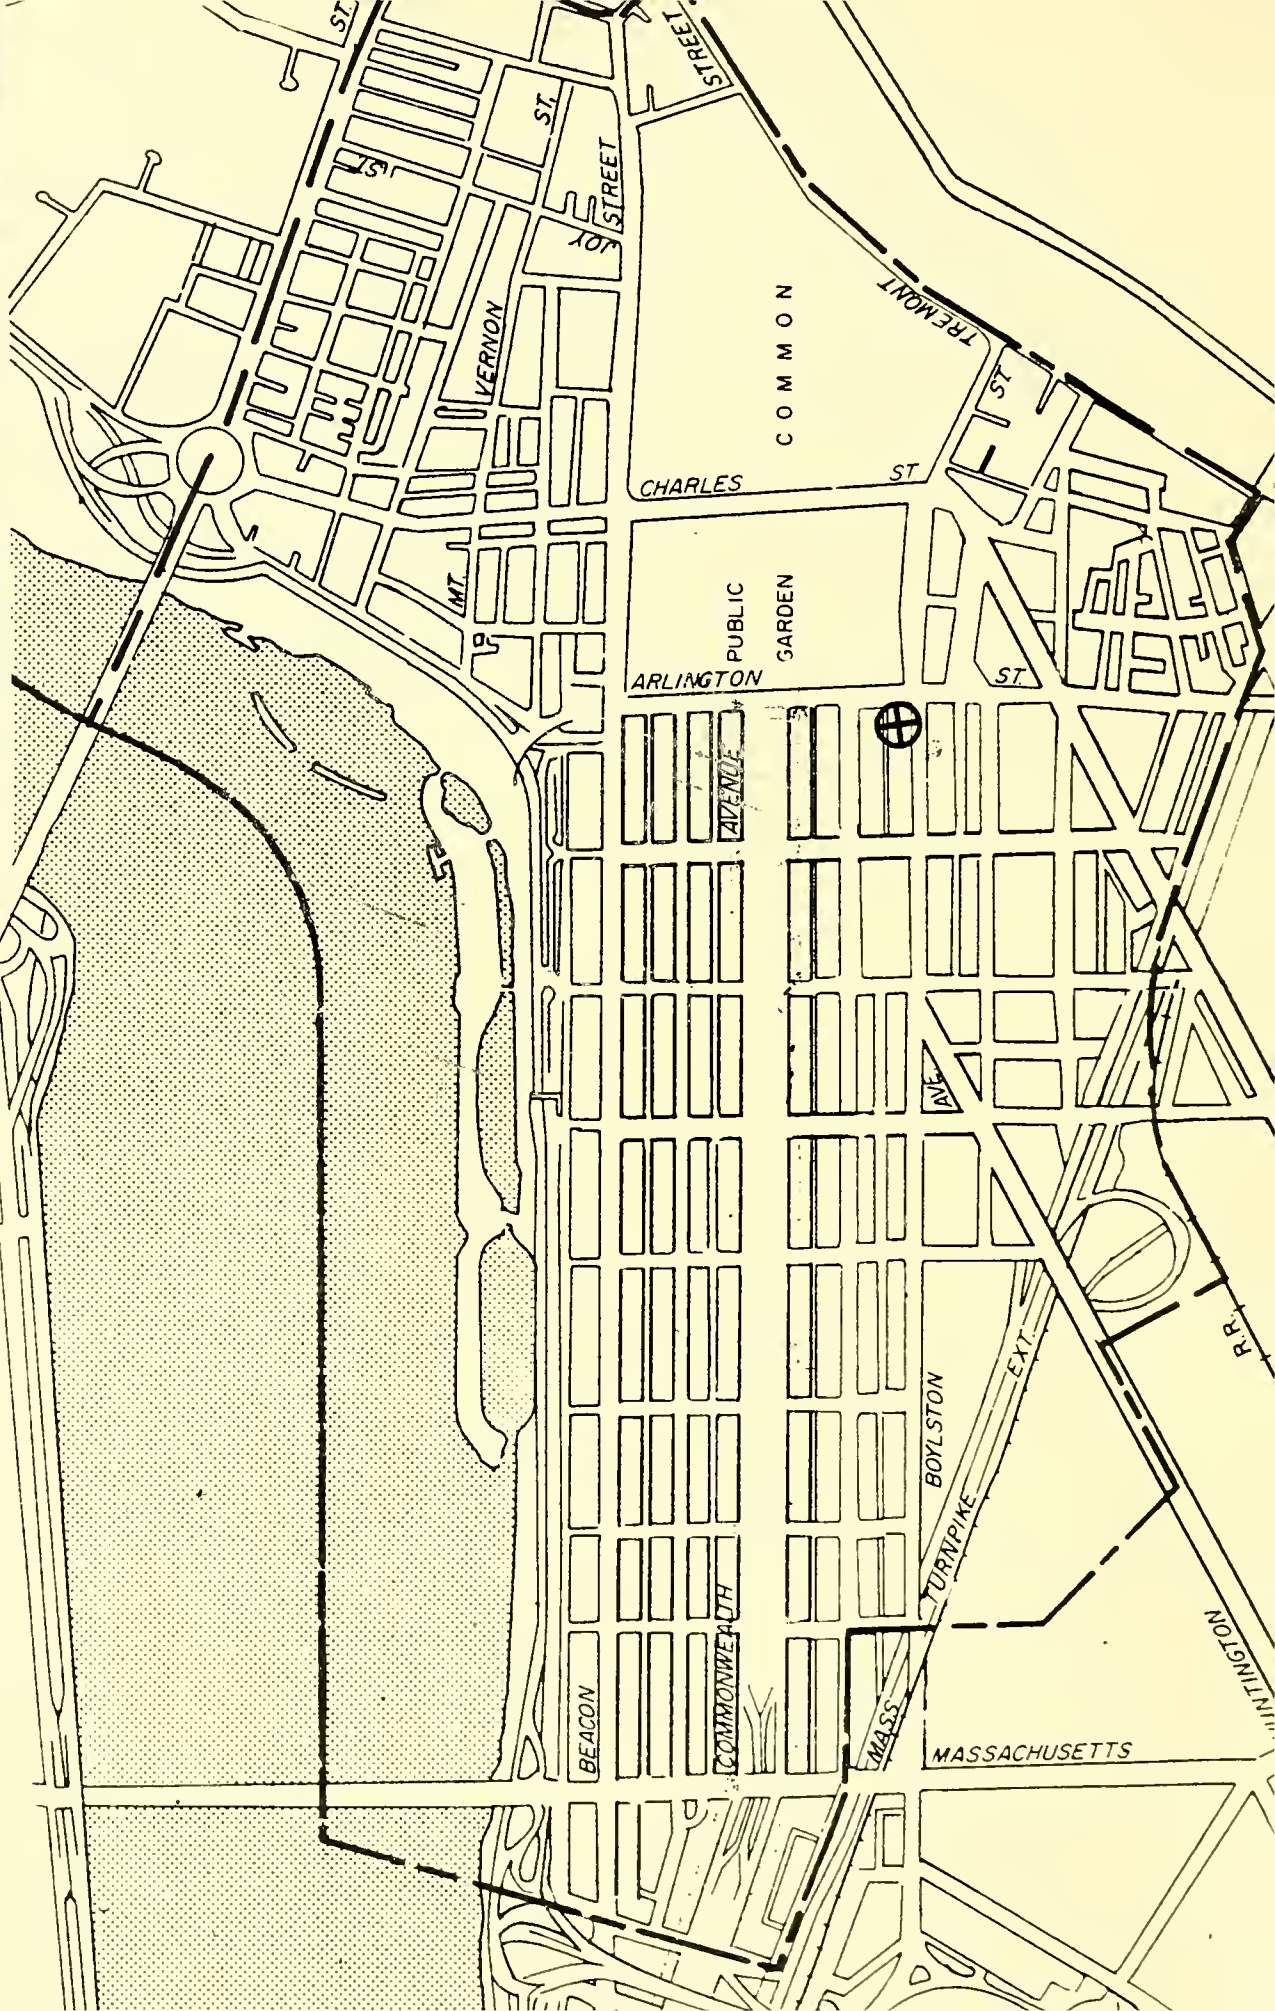 ST.
STREET
ST.
ST.
STREET
JOY
COMMON
TREMONT
VERNON
ST.
CHARLES ST.
MT.
PUBLIC
GARDEN
ARLINGTON ST.
AVENUE
AVE.
R.R.
EXT.
BOYLSTON
TURNPIKE
COMMONWEALTH
HUNTINGTON
BEACON
MASS
MASSACHUSETTS